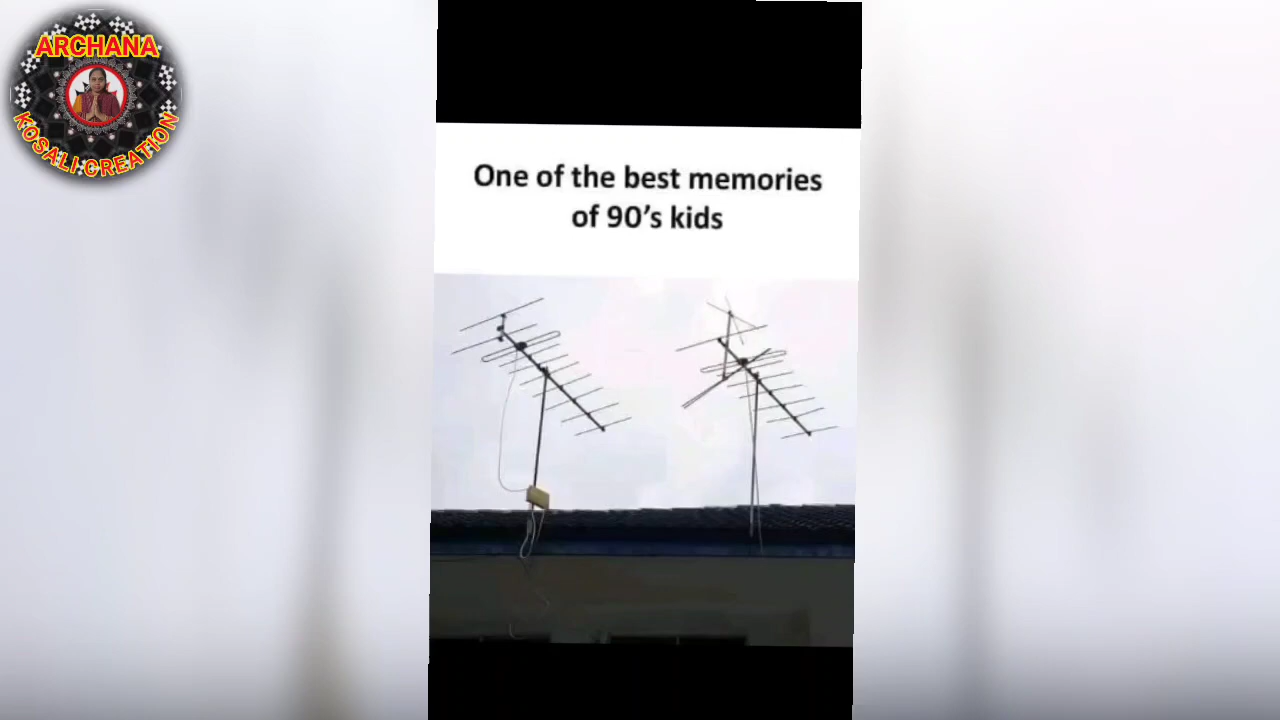 ARCHANA
KOSALI CREATION
One of the best memories
of 90's kids